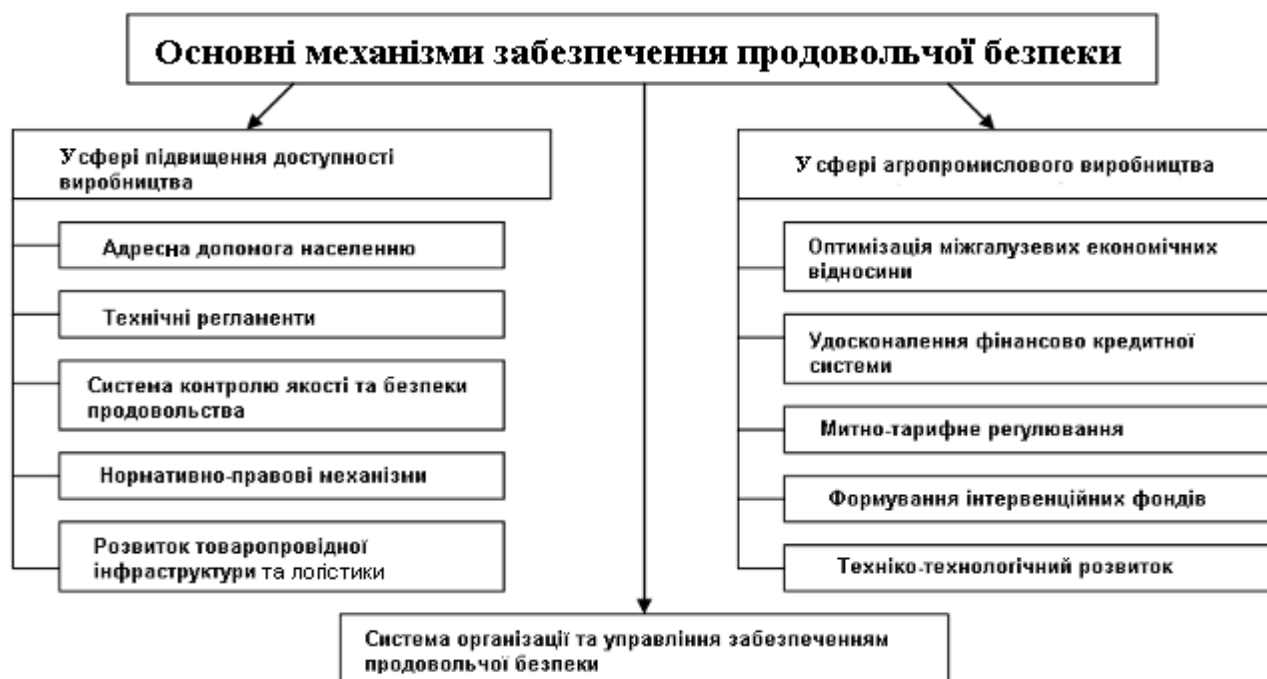 Основні механізми забезпечення продовольчої безпеки
У сфері підвищення доступності
виробництва
Адресна допомога населенню
Технічні регламенти
Система контролю якості та безпеки
продовольства
Нормативно-правові механізми
Розвиток товаропровідної
інфраструктури та логістики
У сфері агропромислового виробництва
Оптимізація міжгалузевих економічних
відносини
Удосконалення фінансово кредитної
системи
Митно-тарифне регулювання
Формування інтервенційних фондів
Техніко-технологічний розвиток
Система організації та управління забезпеченням
продовольчої безпеки